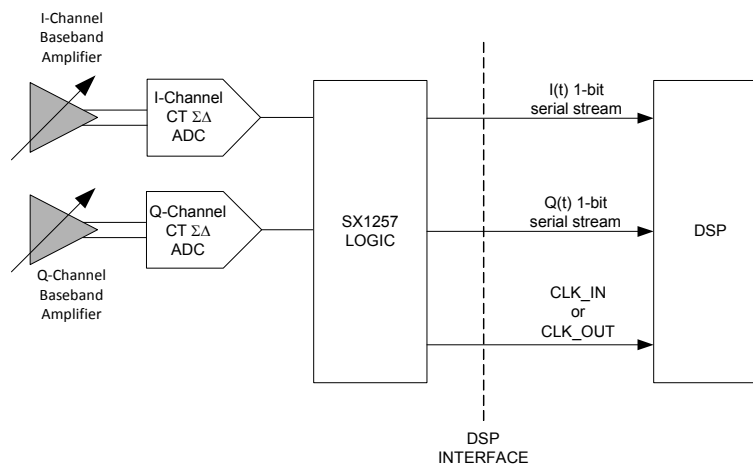 I-Channel
Baseband
Amplifier
I-Channel
CT ΣΔ
ADC
I(t) 1-bit
serial stream
Q-Channel
CT ΣΔ
ADC
Q-Channel
Baseband
Amplifier
SX1257
LOGIC
Q(t) 1-bit
serial stream
DSP
CLK_IN
or
CLK_OUT
DSP
INTERFACE